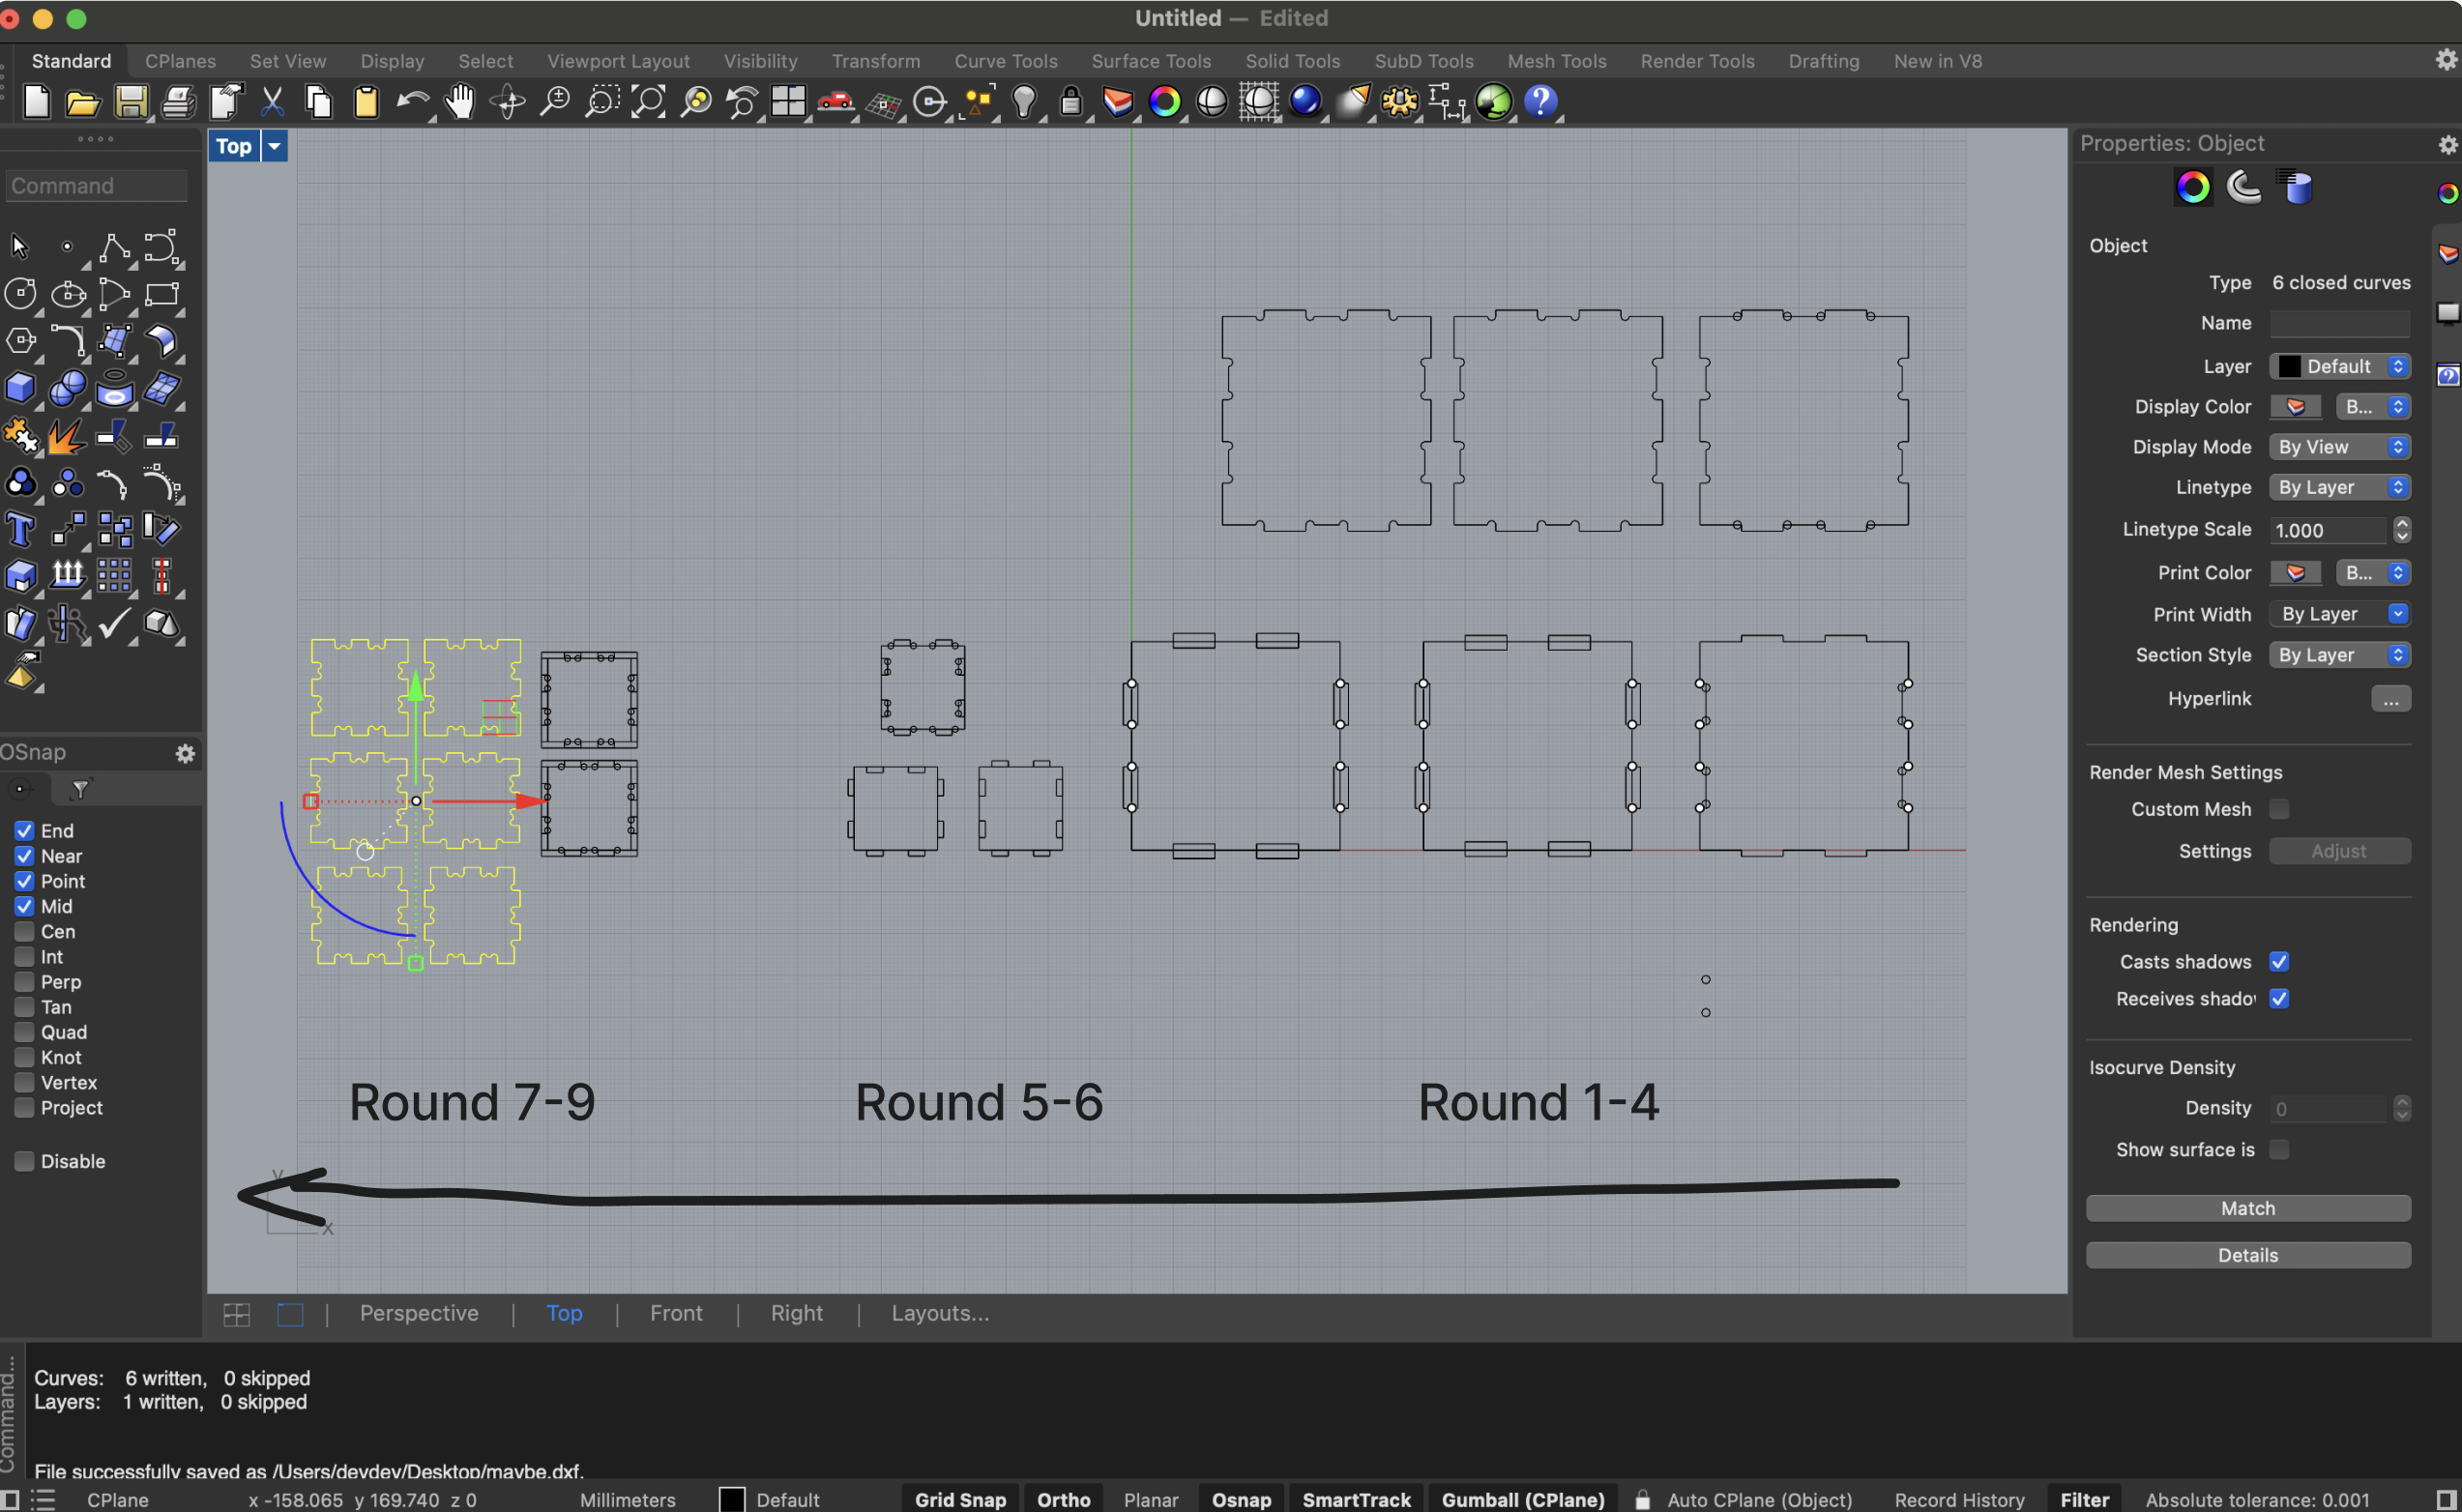 Untitled — Edited
Standard CPlanes Set View Display Select Viewport Layout Visibility Transform Curve Tools Surface Tools Solid Tools SubD Tools Mesh Tools Render Tools Drafting New in V8
Top
Command
OSnap
End
Near
Point
Mid
Cen
Int
Perp
Tan
Quad
Knot
Vertex
Project
Disable
Round 7-9 Round 5-6 Round 1-4
y
x
Perspective | Top | Front | Right | Layouts...
Properties: Object
Object
Type 6 closed curves
Name
Layer Default
Display Color B...
Display Mode By View
Linetype By Layer
Linetype Scale 1.000
Print Color B...
Print Width By Layer
Section Style By Layer
Hyperlink ...
Render Mesh Settings
Custom Mesh
Settings Adjust
Rendering
Casts shadows
Receives shado
Isocurve Density
Density 0
Show surface is
Match
Details
Command...
Curves: 6 written, 0 skipped
Layers: 1 written, 0 skipped
File successfully saved as /Users/devdev/Desktop/maybe.dxf.
CPlane x -158.065 y 169.740 z 0 Millimeters Default Grid Snap Ortho Planar Osnap SmartTrack Gumball (CPlane) Auto CPlane (Object) Record History Filter Absolute tolerance: 0.001